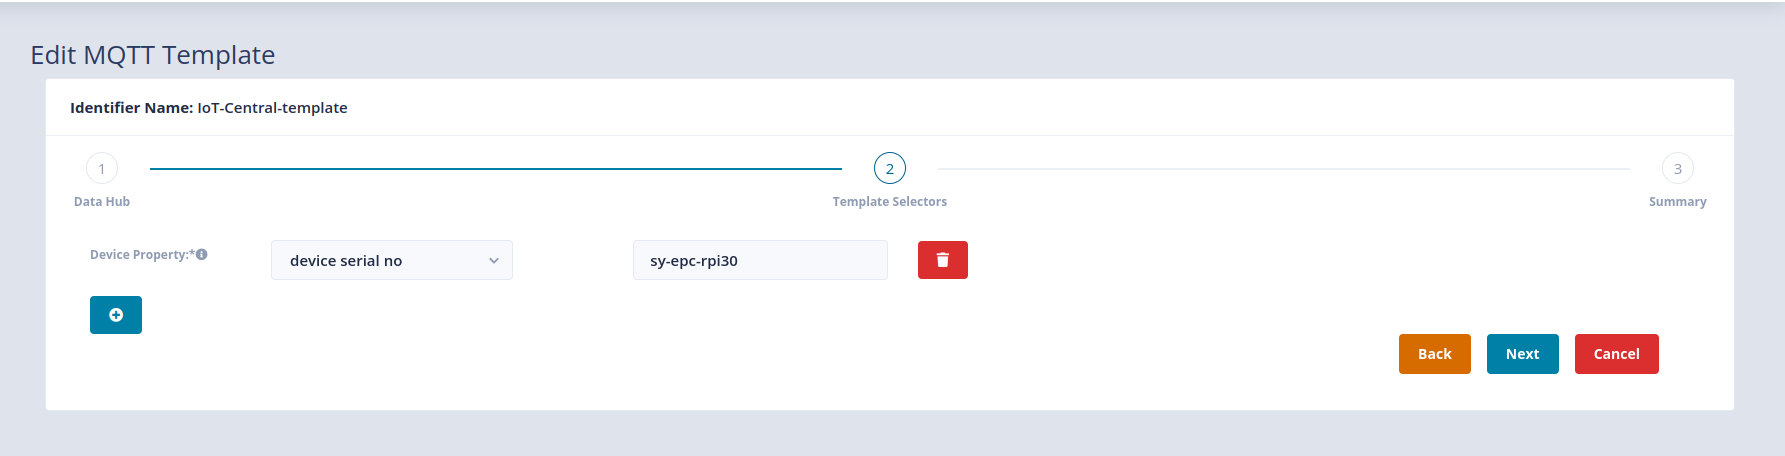 Edit MQTT Template
Identifier Name: IoT-Central-template
1
2
3
Data Hub
Template Selectors
Summary
Device Property:*
device serial no
sy-epc-rpi30
Back
Next
Cancel